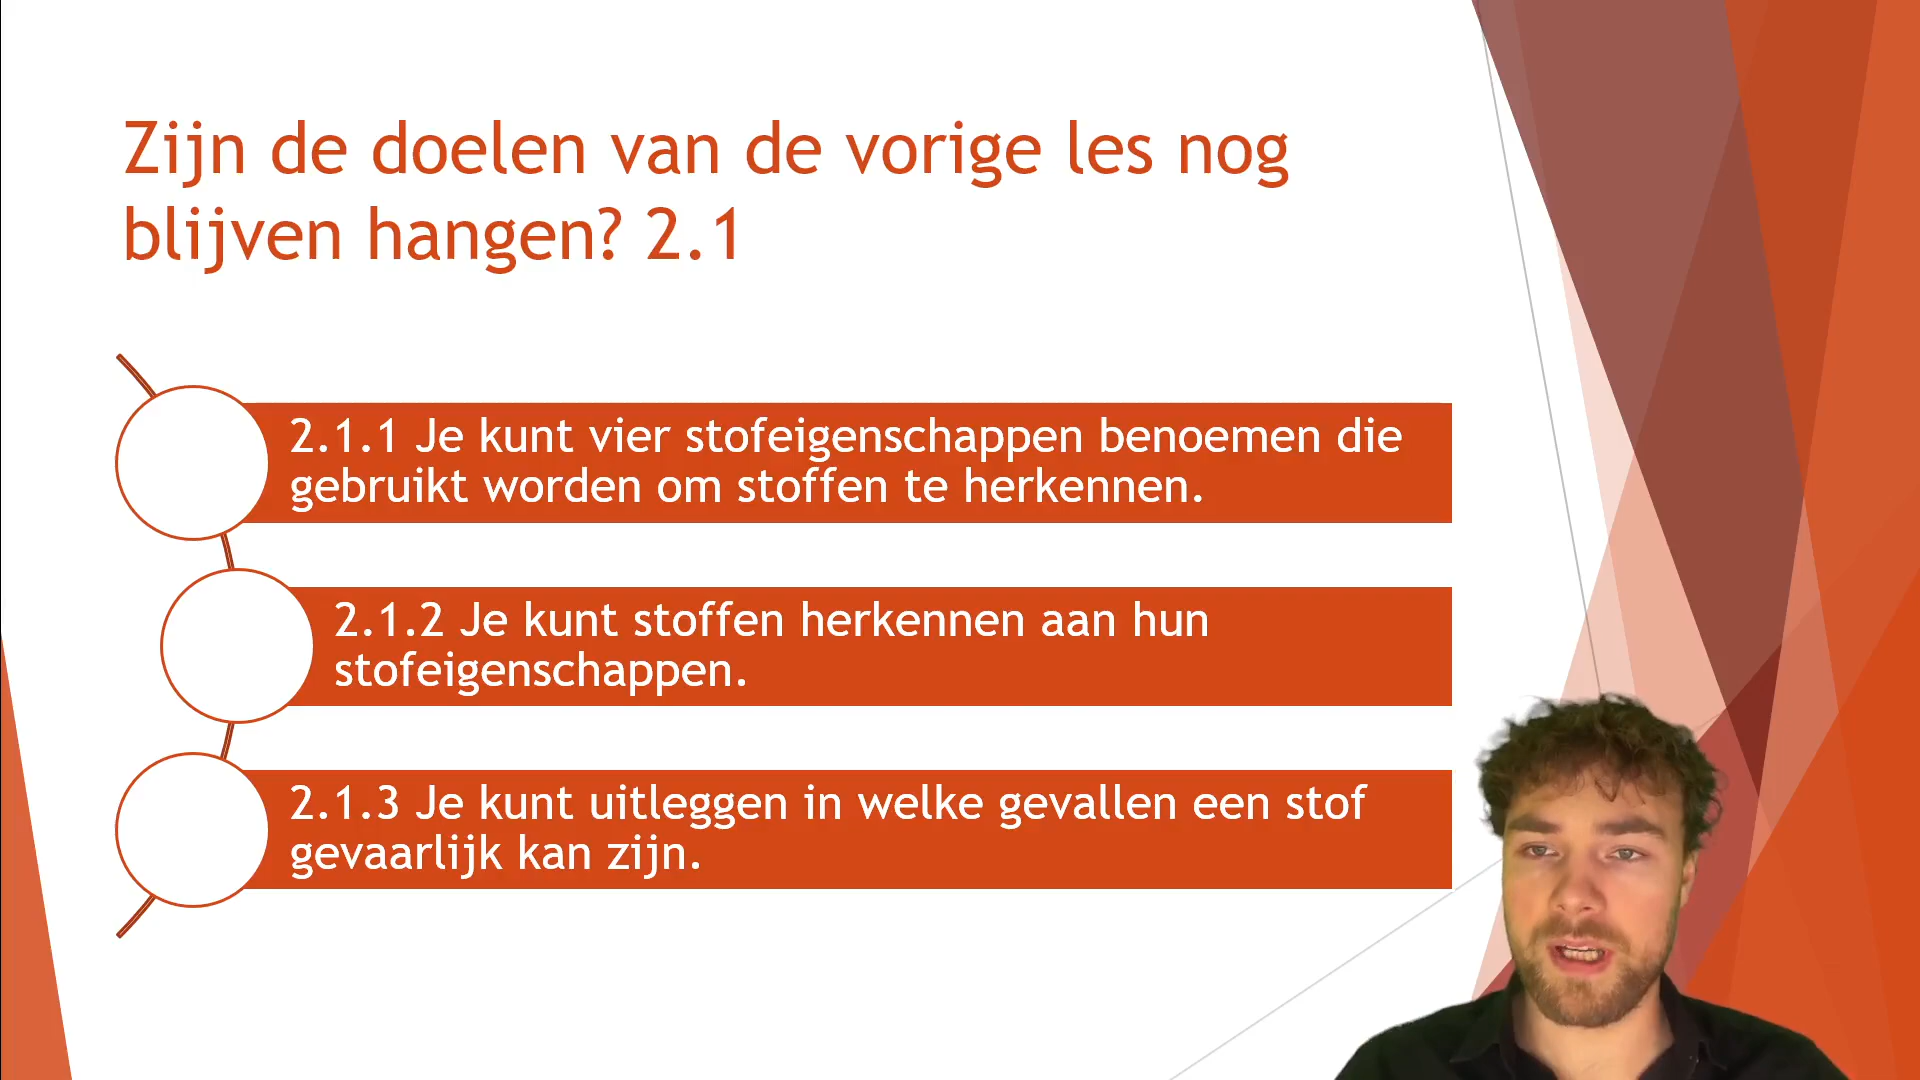 Zijn de doelen van de vorige les nog
blijven hangen? 2.1
2.1.1 Je kunt vier stofeigenschappen benoemen die
gebruikt worden om stoffen te herkennen.
2.1.2 Je kunt stoffen herkennen aan hun
stofeigenschappen.
2.1.3 Je kunt uitleggen in welke gevallen een stof
gevaarlijk kan zijn.